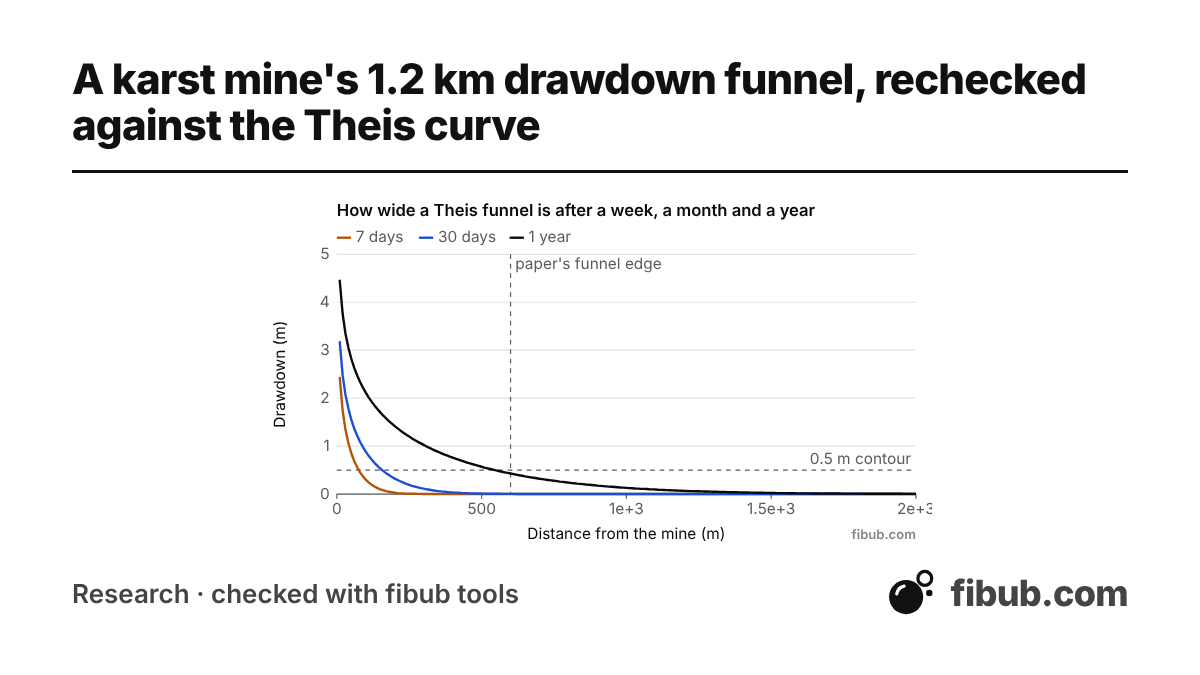 A karst mine's 1.2 km drawdown funnel, rechecked
against the Theis curve
How wide a Theis funnel is after a week, a month and a year
7 days 30 days 1 year
5
paper's funnel edge
4
3
2
1
0
Drawdown (m)
0.5 m contour
0 500 1e+3 1.5e+3 2e+3
Distance from the mine (m)
fibub.com
Research · checked with fibub tools
fibub.com